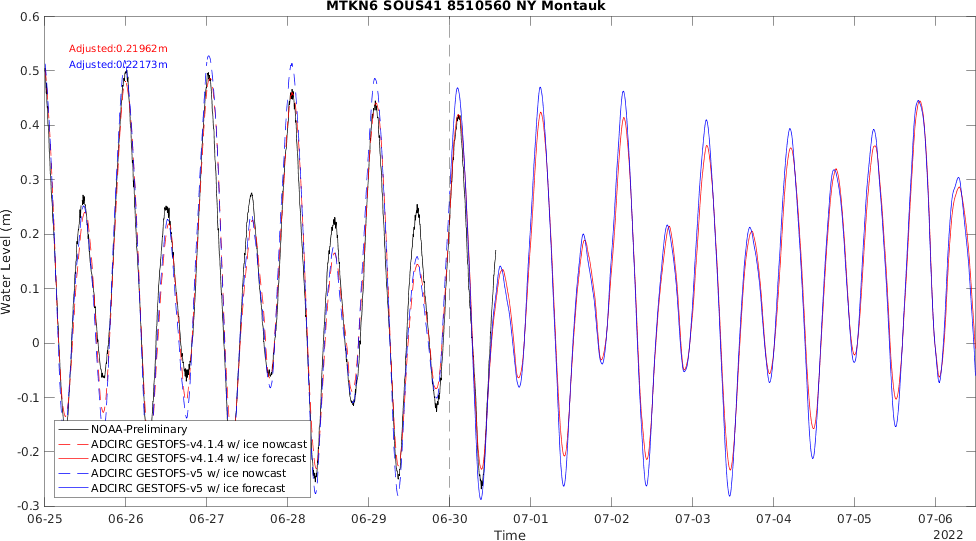 MTKN6 SOUS41 8510560 NY Montauk
0.6
0.5
0.4
0.3
0.2
0.1
0
-0.1
-0.2
-0.3
Water Level (m)
Adjusted:0.21962m
Adjusted:0.22173m
NOAA-Preliminary
ADCIRC GESTOFS-v4.1.4 w/ ice nowcast
ADCIRC GESTOFS-v4.1.4 w/ ice forecast
ADCIRC GESTOFS-v5 w/ ice nowcast
ADCIRC GESTOFS-v5 w/ ice forecast
06-25 06-26 06-27 06-28 06-29 06-30 07-01 07-02 07-03 07-04 07-05 07-06
Time
2022